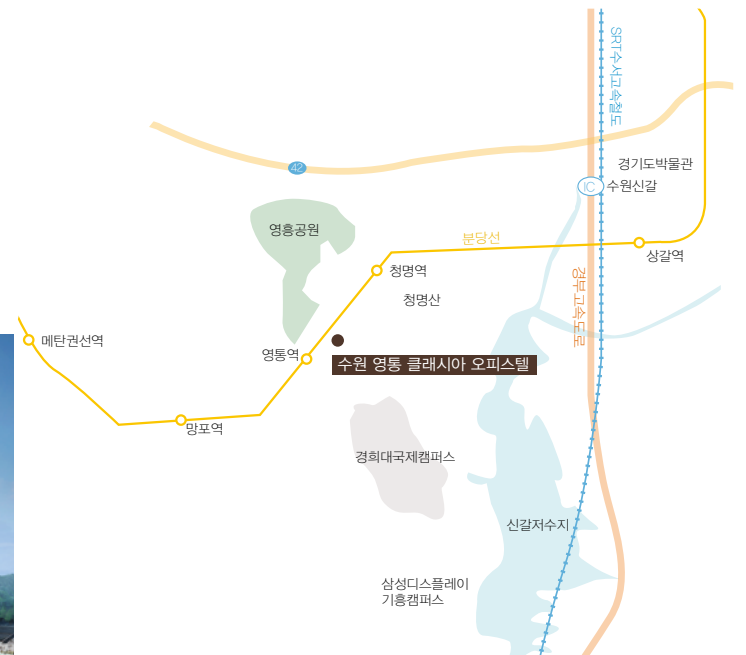 SRT수서고속철도
42
경기도박물관
IC
수원신갈
영흥공원
분당선
상갈역
청명역
청명산
경부고속도로
메탄권선역
영통역
수원 영통 클래시아 오피스텔
망포역
경희대국제캠퍼스
신갈저수지
삼성디스플레이
기흥캠퍼스